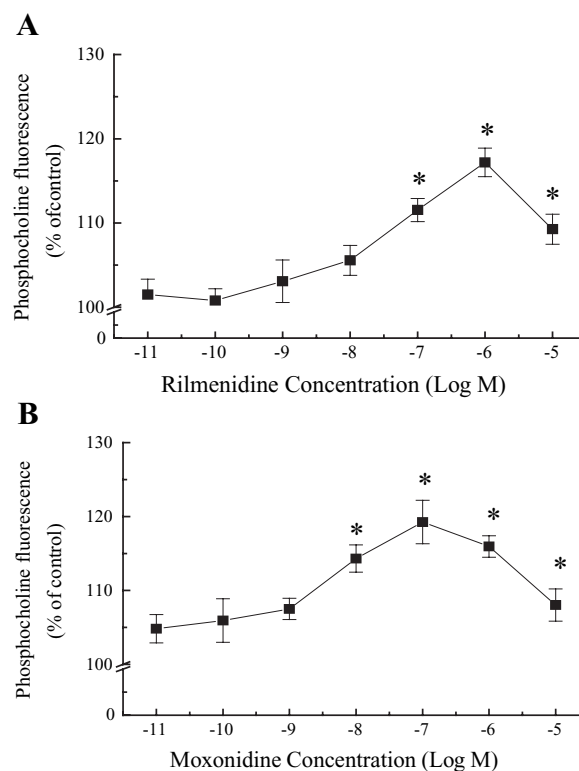 A
Phosphocholine fluorescence
(% ofcontrol)
130
120
110
100
0
* * *
-11 -10 -9 -8 -7 -6 -5
Rilmenidine Concentration (Log M)
B
Phosphocholine fluorescence
(% of control)
130
120
110
100
0
* * * *
-11 -10 -9 -8 -7 -6 -5
Moxonidine Concentration (Log M)